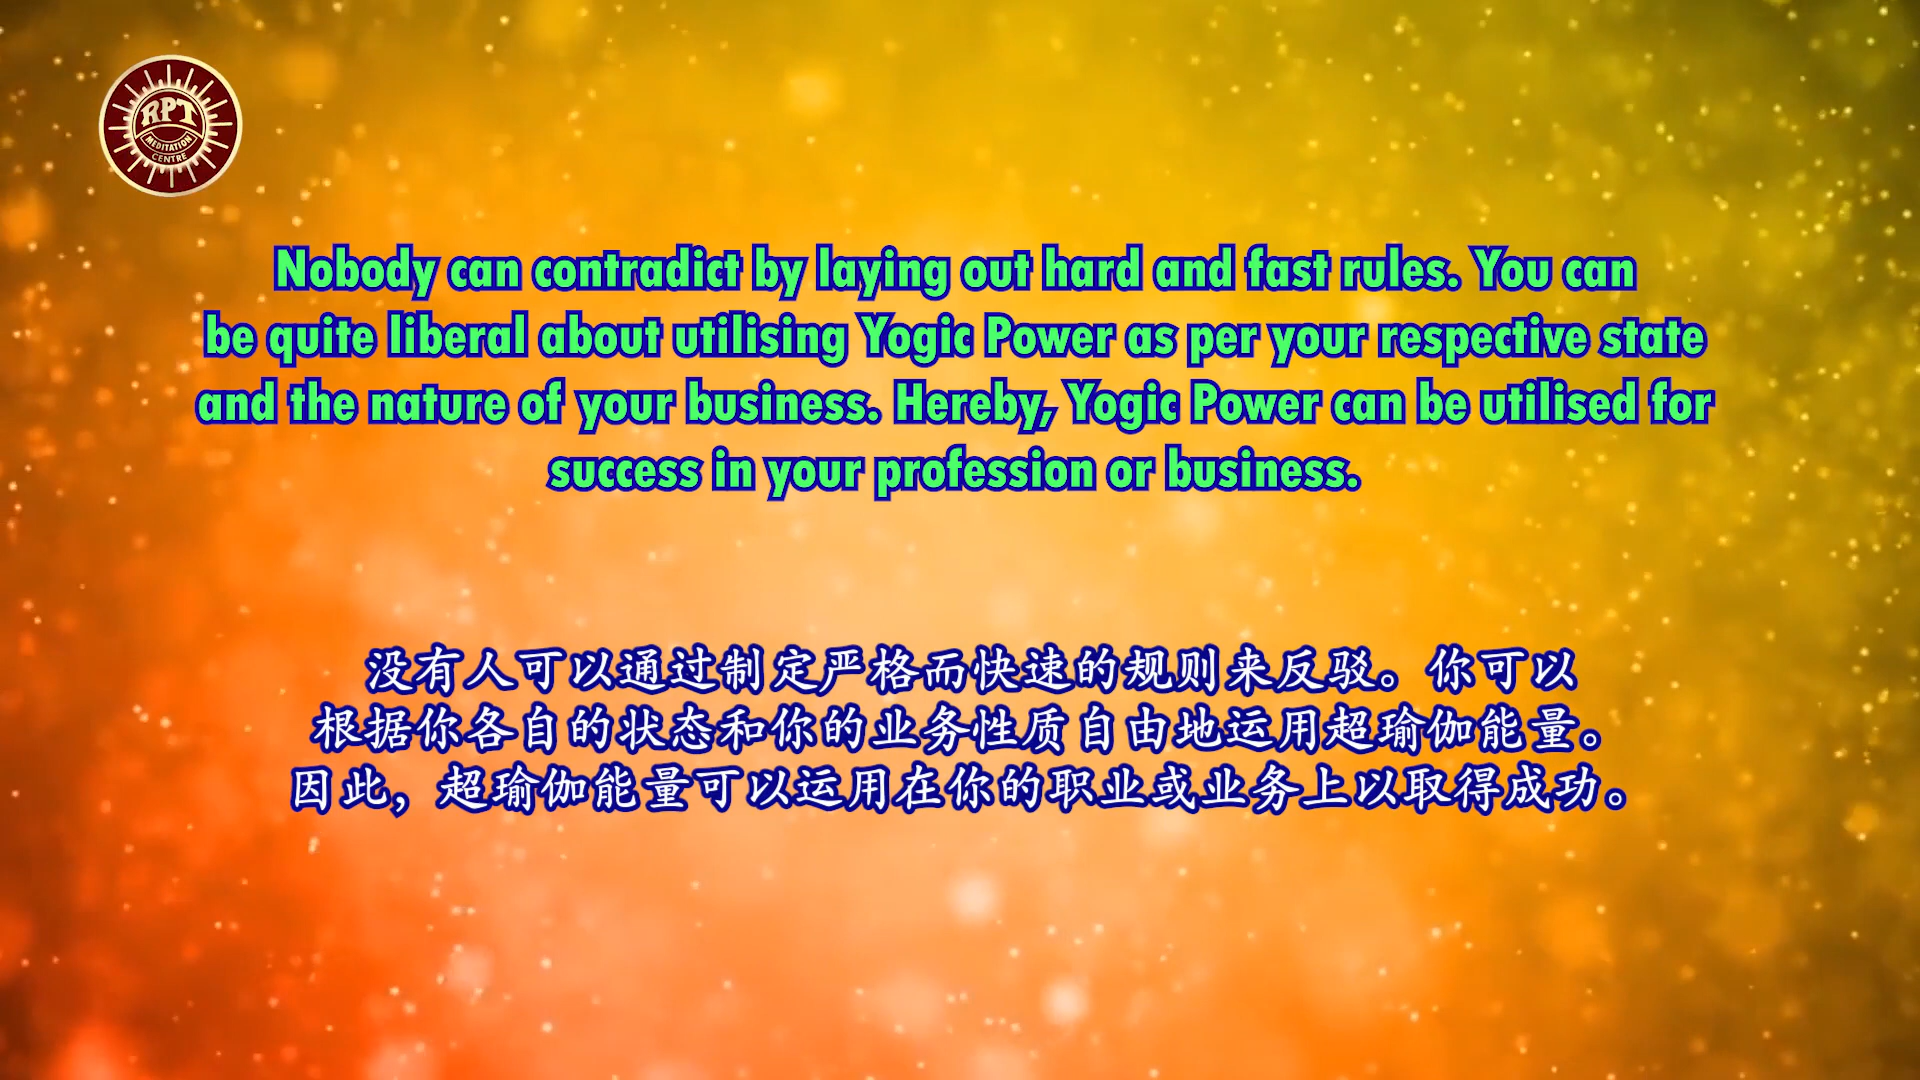 RPT
MEDITATION
CENTRE
Nobody can contradict by laying out hard and fast rules. You can
be quite liberal about utilising Yogic Power as per your respective state
and the nature of your business. Hereby, Yogic Power can be utilised for
success in your profession or business.
没有人可以通过制定严格而快速的规则来反驳。你可以
根据你各自的状态和你的业务性质自由地运用超瑜伽能量。
因此，超瑜伽能量可以运用在你的职业或业务上以取得成功。